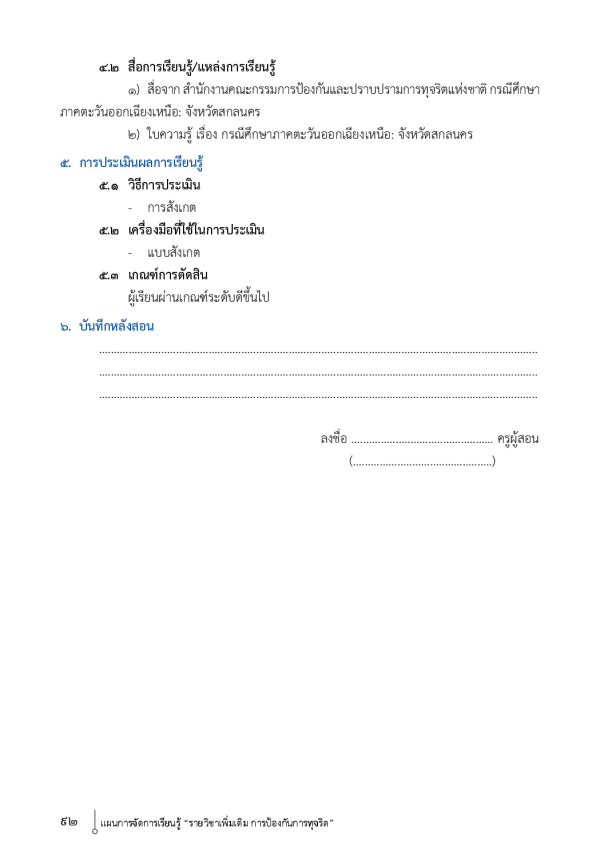 ๔.๒ สื่อการเรียนรู้/แหล่งการเรียนรู้
๑) สื่อจาก สำนักงานคณะกรรมการป้องกันและปราบปรามการทุจริตแห่งชาติ กรณีศึกษา
ภาคตะวันออกเฉียงเหนือ: จังหวัดสกลนคร
๒) ใบความรู้ เรื่อง กรณีศึกษาภาคตะวันออกเฉียงเหนือ: จังหวัดสกลนคร
๕. การประเมินผลการเรียนรู้
๕.๑ วิธีการประเมิน
- การสังเกต
๕.๒ เครื่องมือที่ใช้ในการประเมิน
- แบบสังเกต
๕.๓ เกณฑ์การตัดสิน
ผู้เรียนผ่านเกณฑ์ระดับดีขึ้นไป
๖. บันทึกหลังสอน
....................................................................................................................................................
....................................................................................................................................................
....................................................................................................................................................
ลงชื่อ ................................................ ครูผู้สอน
(...............................................)
๙๒ แผนการจัดการเรียนรู้ “รายวิชาเพิ่มเติม การป้องกันการทุจริต”